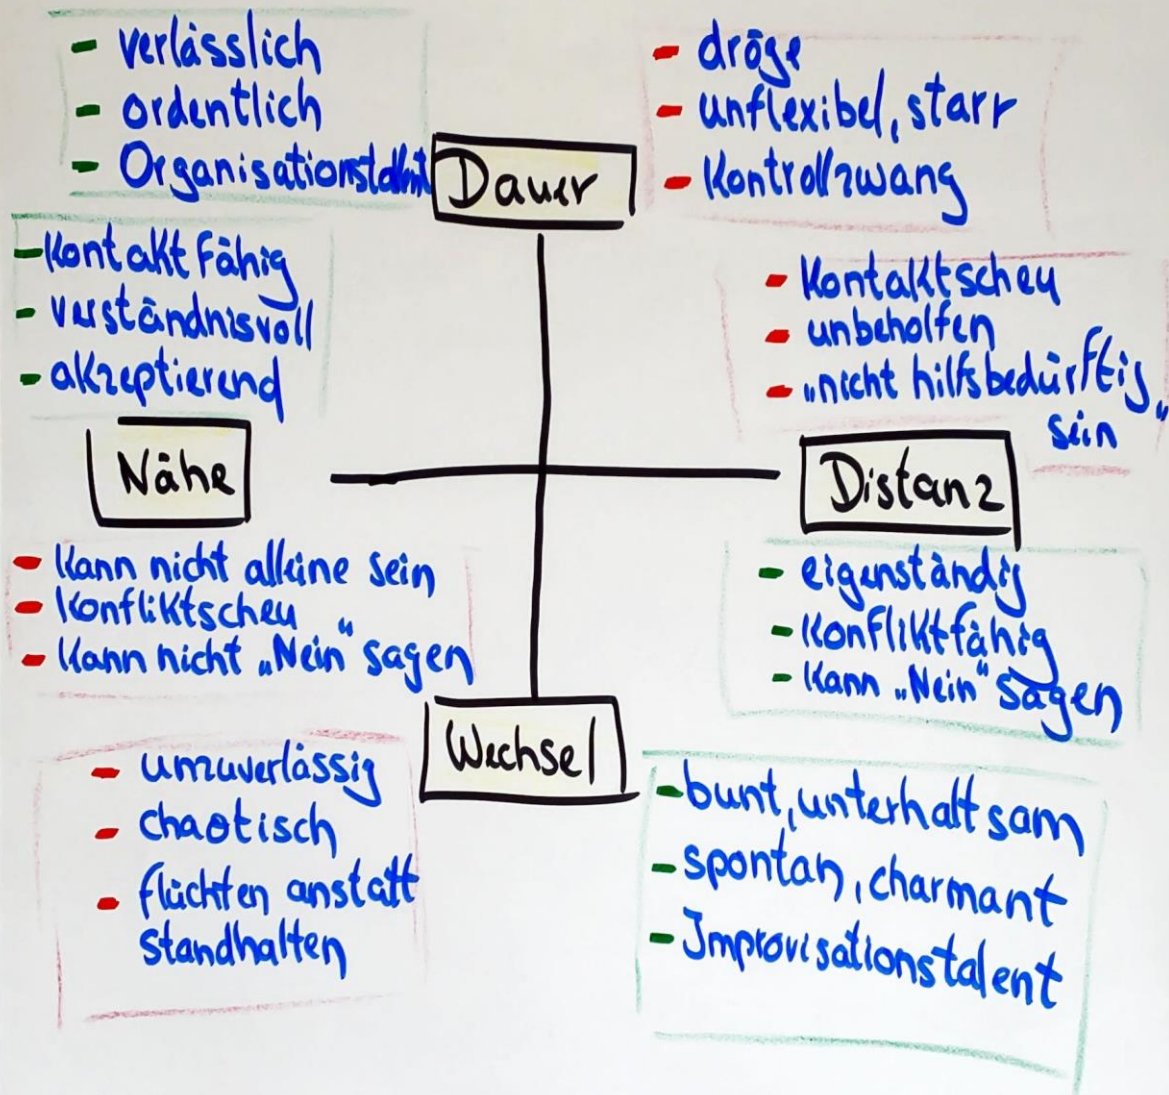 - verlässlich
- ordentlich
- Organisationstalent
Dauer
- dröge
- unflexibel, starr
- Kontrollzwang
- Kontaktfähig
- verständnisvoll
- akzeptierend
Nähe
- Kontaktscheu
- unbeholfen
- „nicht hilfsbedürftig“
sein
Distanz
- Kann nicht alleine sein
- Konfliktscheu
- Kann nicht „Nein“ sagen
- eigenständig
- Konfliktfähig
- Kann „Nein“ sagen
Wechsel
- unzuverlässig
- chaotisch
- flüchten anstatt
standhalten
- bunt, unterhaltsam
- spontan, charmant
- Improvisationstalent